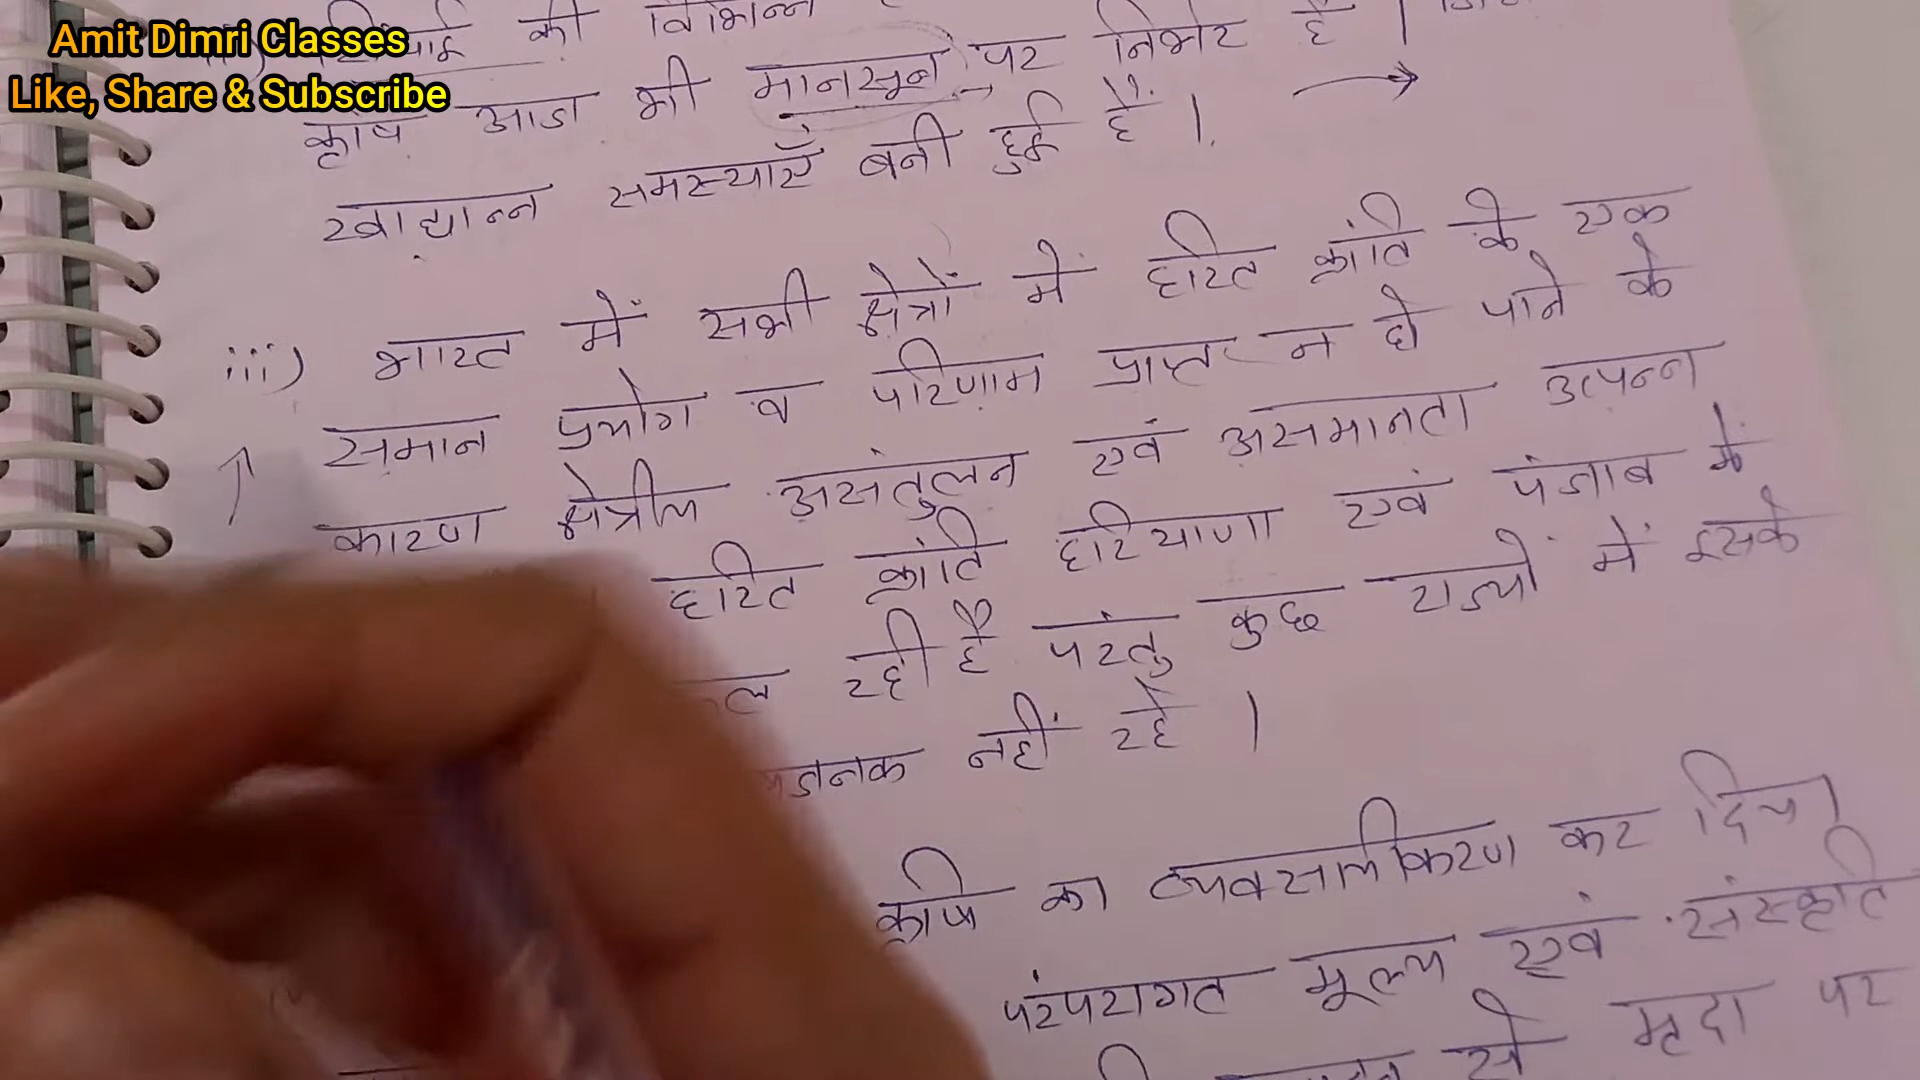 Amit Dimri Classes
Like, Share & Subscribe
की विभिन्न
कृषि आज भी मानसून पर निर्भर है।
खाद्यान्न समस्याएँ बनी हुई हैं।
iii) भारत में सभी क्षेत्रों में हरित क्रांति के एक
समान प्रयोग व परिणाम प्राप्त न हो पाने के
कारण क्षेत्रीय असंतुलन एवं असमानता उत्पन्न
हरित क्रांति हरियाणा एवं पंजाब में
रही है परंतु कुछ राज्यों में इसके
नहीं रहे।
कृषि का व्यवसायीकरण कर दिया
परंपरागत मूल्य एवं संस्कृति
से मृदा पर